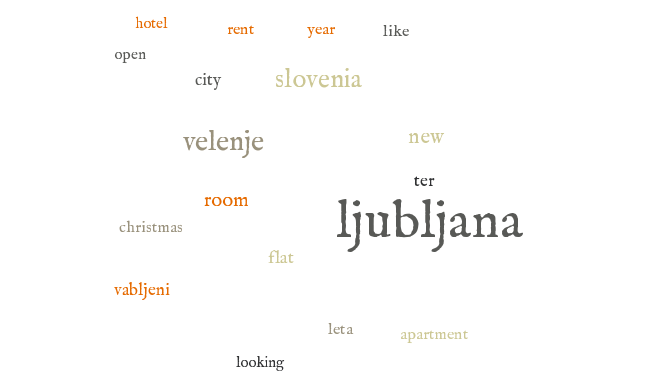 hotel
rent
year
like
open
city
slovenia
velenje
new
ter
room
ljubljana
christmas
flat
vabljeni
leta
apartment
looking